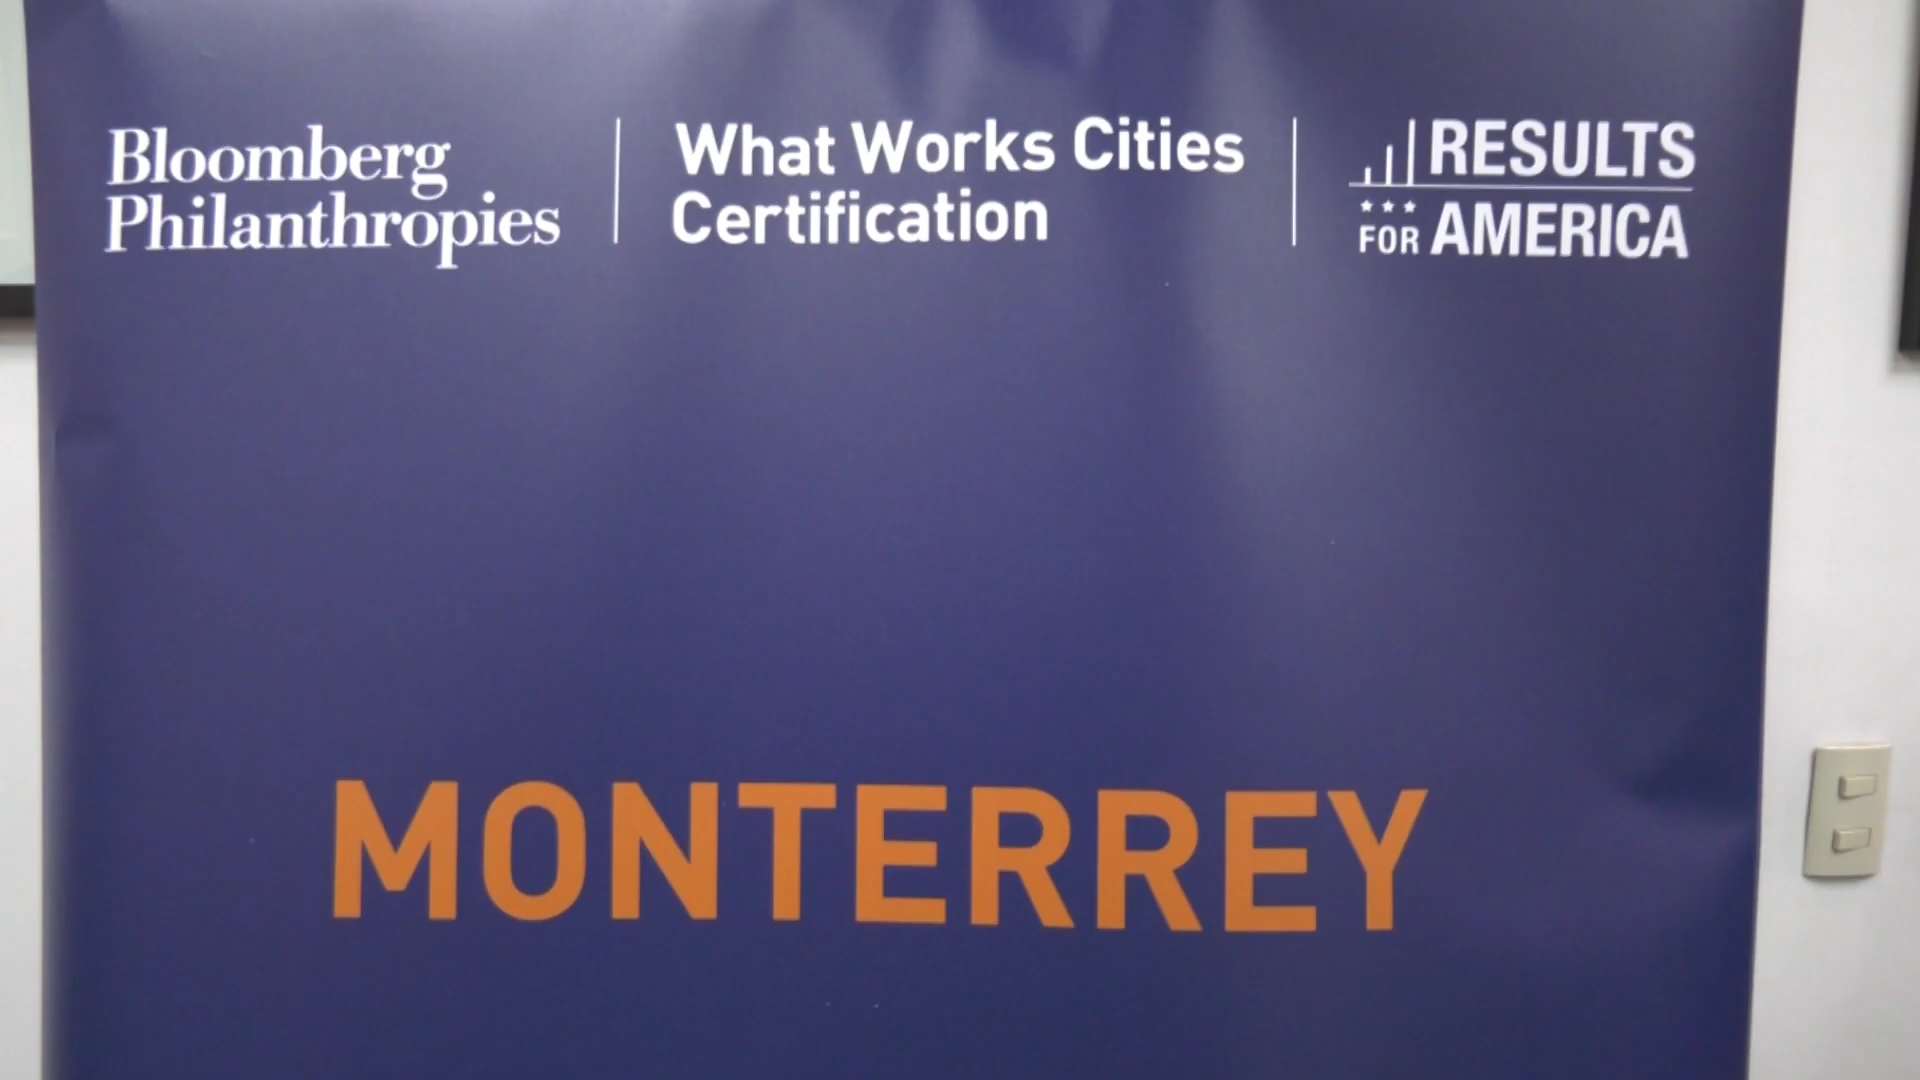 Bloomberg
Philanthropies
What Works Cities
Certification
RESULTS
FOR AMERICA
MONTERREY